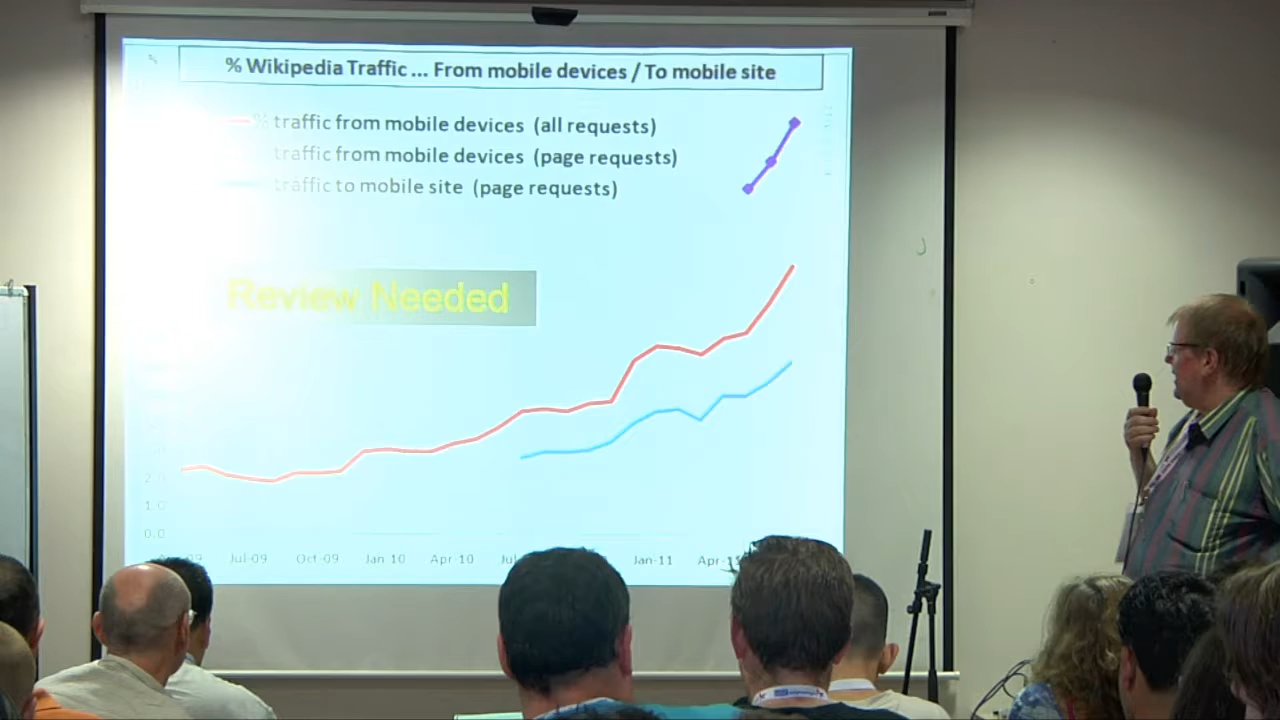 %
% Wikipedia Traffic ... From mobile devices / To mobile site
% traffic from mobile devices (all requests)
traffic from mobile devices (page requests)
traffic to mobile site (page requests)
Review Needed
2.0
1.0
0.0
Jul-09 Oct-09 Jan-10 Apr-10 Jan-11